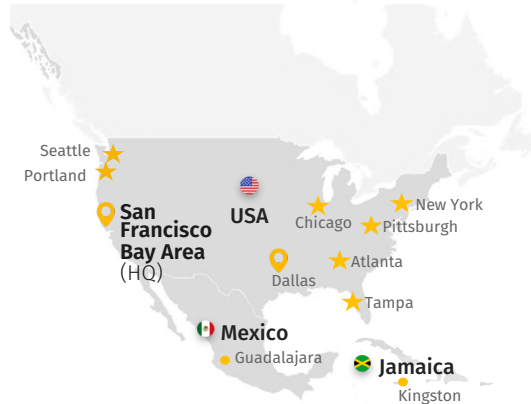 Seattle
Portland
San
Francisco
Bay Area
(HQ)
USA
Chicago
New York
Pittsburgh
Atlanta
Dallas
Tampa
Mexico
Guadalajara
Jamaica
Kingston